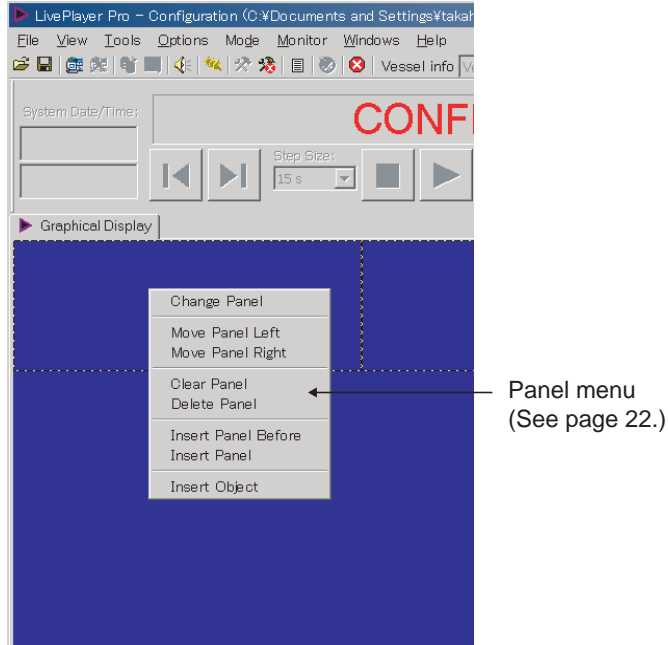 LivePlayer Pro - Configuration (C:¥Documents and Settings¥takah
File View Tools Options Mode Monitor Windows Help
Vessel info
System Date/Time:
CONF
Step Size:
15 s
Graphical Display
Change Panel
Move Panel Left
Move Panel Right
Clear Panel
Delete Panel
Panel menu
(See page 22.)
Insert Panel Before
Insert Panel
Insert Object